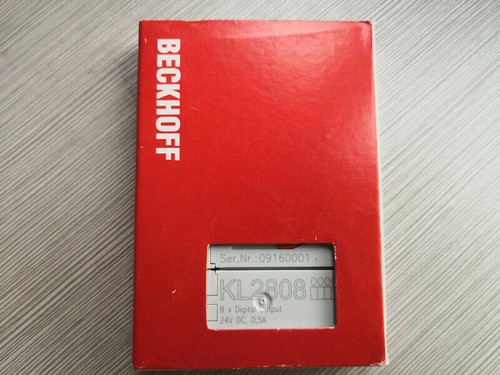 BECKHOFF
Ser.Nr.:09160001
KL2808
8 x Digital Output
24V DC, 0,5A